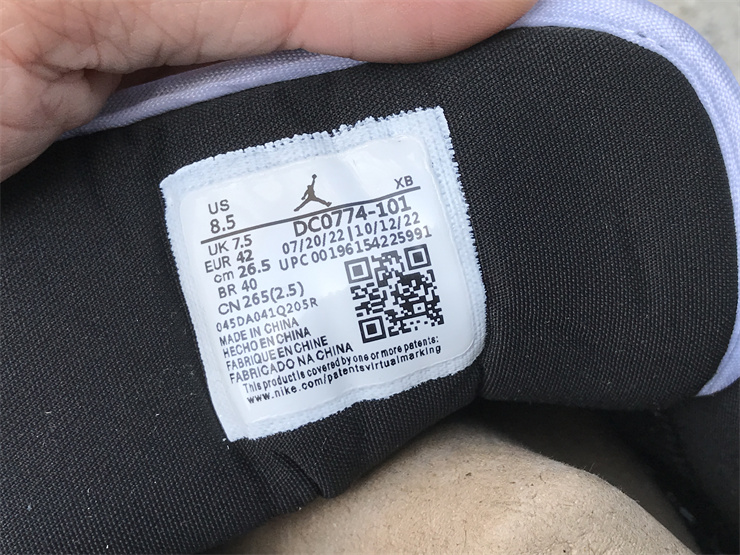 US
XB
8.5
DC0774-101
UK 7.5
07/20/22 | 10/12/22
EUR 42
UPC 00196154225991
cm 26.5
BR 40
CN 265(2.5)
045DA041Q205R
MADE IN CHINA
HECHO EN CHINA
FABRIQUE EN CHINE
FABRICADO NA CHINA
This product is covered by one or more patents:
www.nike.com/patentsvirtualmarking